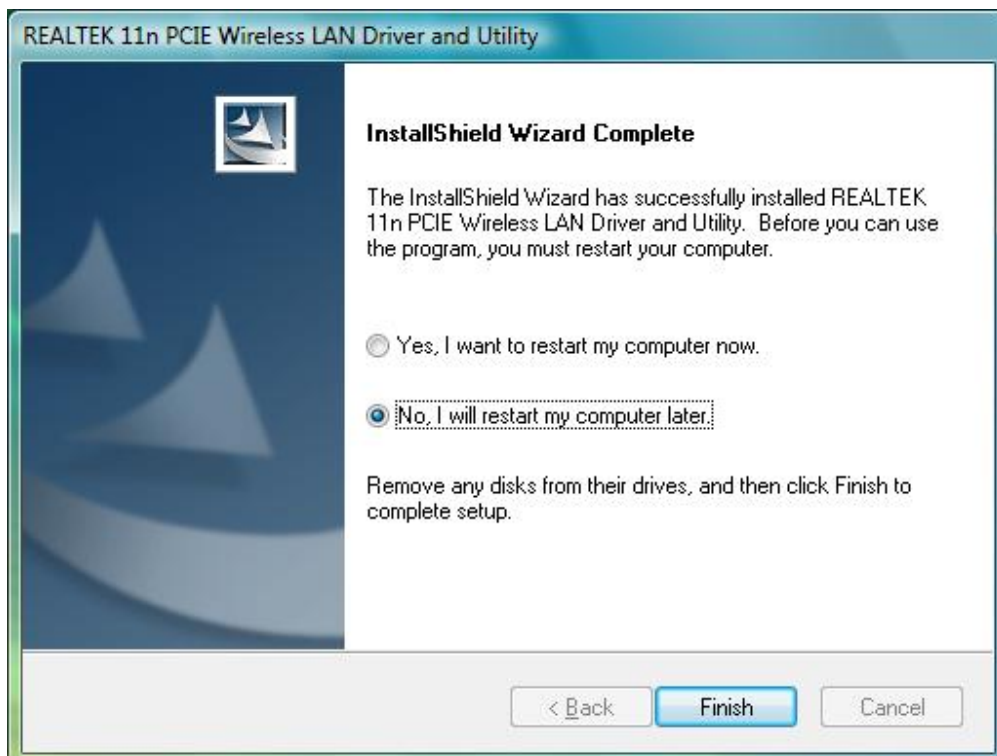 REALTEK 11n PCIE Wireless LAN Driver and Utility
InstallShield Wizard Complete
The InstallShield Wizard has successfully installed REALTEK
11n PCIE Wireless LAN Driver and Utility.  Before you can use
the program, you must restart your computer.
Yes, I want to restart my computer now.
No, I will restart my computer later.
Remove any disks from their drives, and then click Finish to
complete setup.
< Back
Finish
Cancel